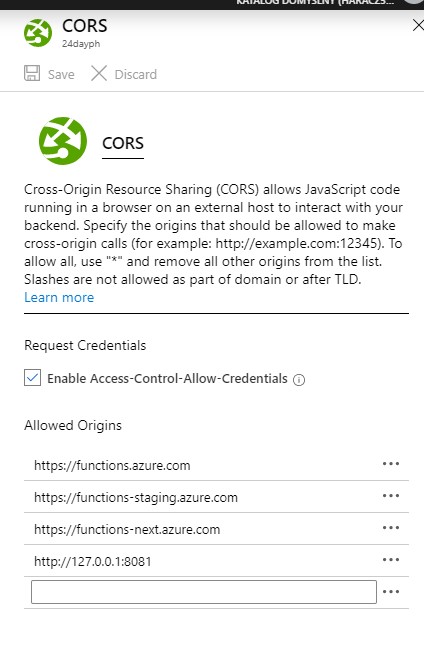 KATALOG DOMYŚLNY (HARACZ5...
CORS
24dayph
Save
Discard
CORS
Cross-Origin Resource Sharing (CORS) allows JavaScript code
running in a browser on an external host to interact with your
backend. Specify the origins that should be allowed to make
cross-origin calls (for example: http://example.com:12345). To
allow all, use "*" and remove all other origins from the list.
Slashes are not allowed as part of domain or after TLD.
Learn more
Request Credentials
Enable Access-Control-Allow-Credentials
Allowed Origins
https://functions.azure.com
https://functions-staging.azure.com
https://functions-next.azure.com
http://127.0.0.1:8081